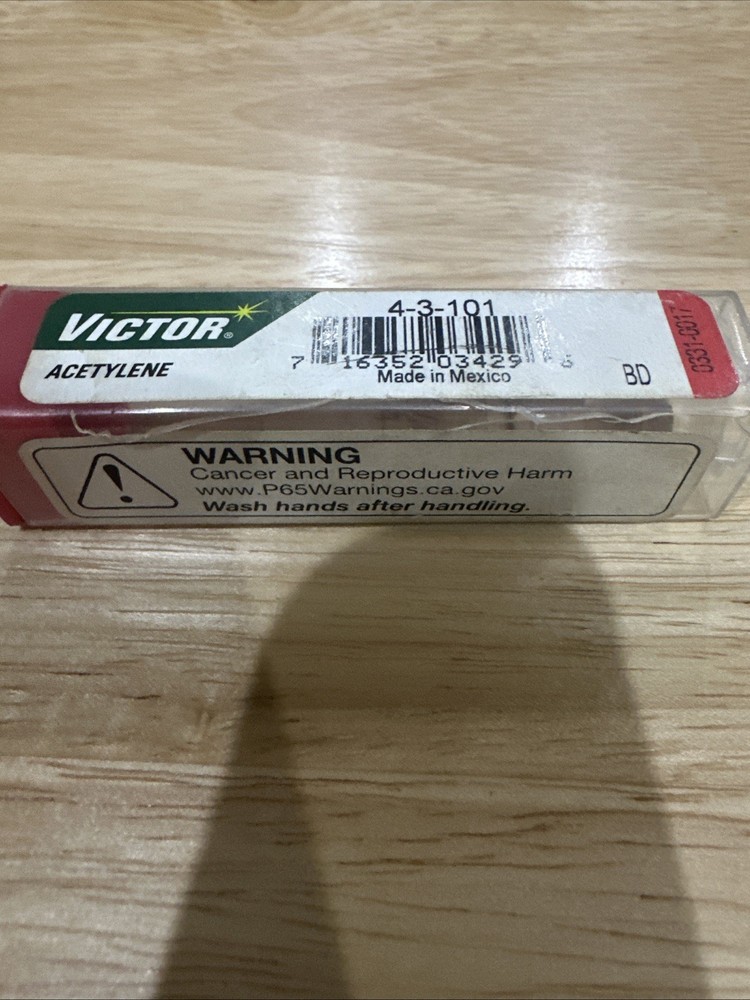 VICTOR®
ACETYLENE
4-3-101
7 16352 03429
Made in Mexico
BD
0331-0017
WARNING
Cancer and Reproductive Harm
www.P65Warnings.ca.gov
Wash hands after handling.